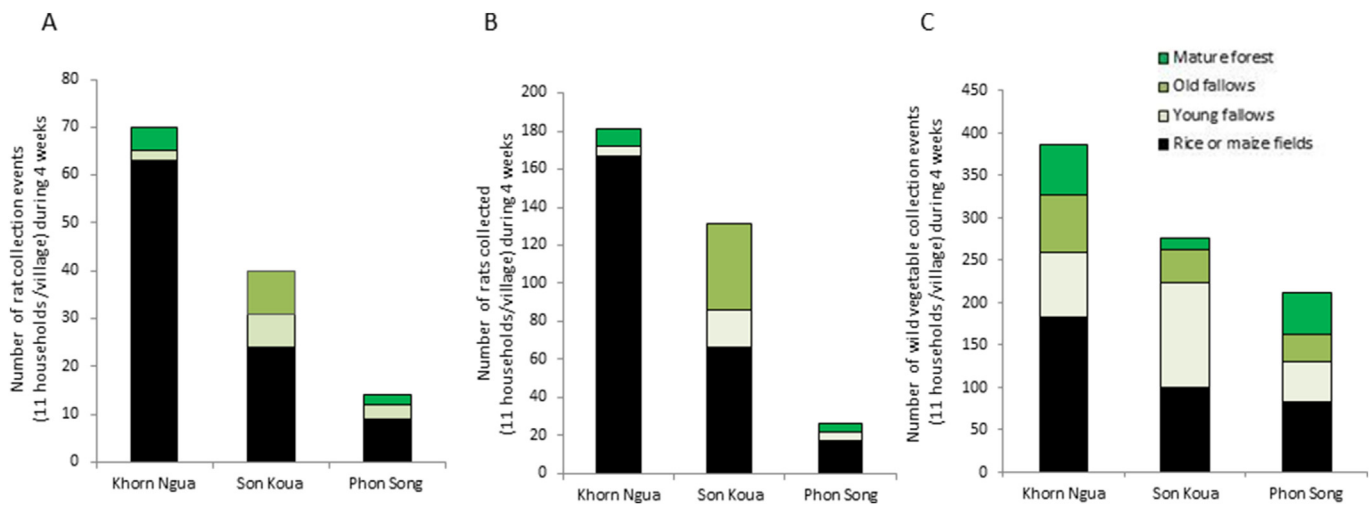 A
Number of rat collection events
(11 households /village) during 4 weeks
80
70
60
50
40
30
20
10
0
Khorn Ngua
Son Koua
Phon Song
B
Number of rats collected
(11 households/village) during 4 weeks
200
180
160
140
120
100
80
60
40
20
0
Khorn Ngua
Son Koua
Phon Song
C
Number of wild vegetable collection events
(11 households /village) during 4 weeks
450
400
350
300
250
200
150
100
50
0
Khorn Ngua
Son Koua
Phon Song
Mature forest
Old fallows
Young fallows
Rice or maize fields